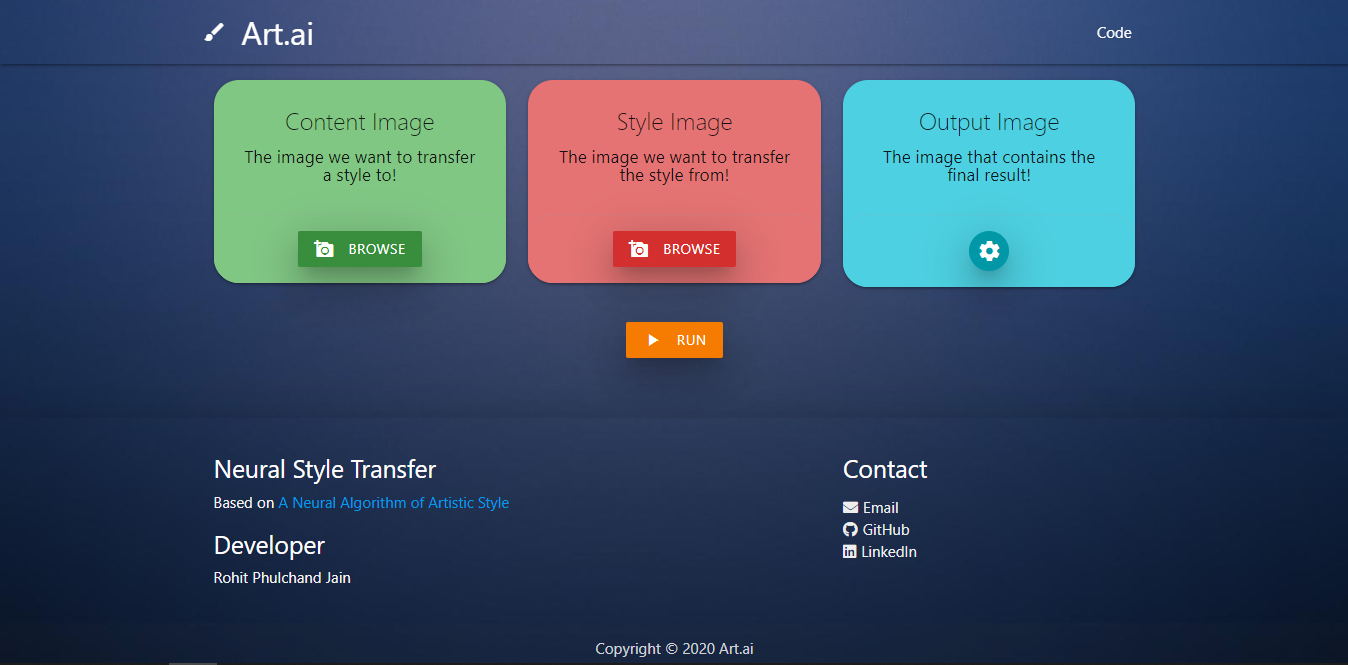 Art.ai
Code
Content Image
The image we want to transfer
a style to!
BROWSE
Style Image
The image we want to transfer
the style from!
BROWSE
Output Image
The image that contains the
final result!
RUN
Neural Style Transfer
Based on A Neural Algorithm of Artistic Style
Developer
Rohit Phulchand Jain
Contact
Email
GitHub
LinkedIn
Copyright © 2020 Art.ai